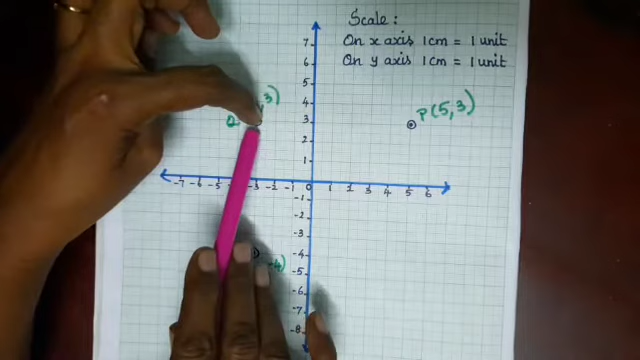 Scale:
On x axis 1cm = 1 unit
On y axis 1cm = 1 unit
7
6
5
4
3
2
1
3)
Q
P(5,3)
-7 -6 -5 -3 -2 -1 0 1 2 3 4 5 6
-1
-2
-3
-4
-5
-6
-7
-8
-4)